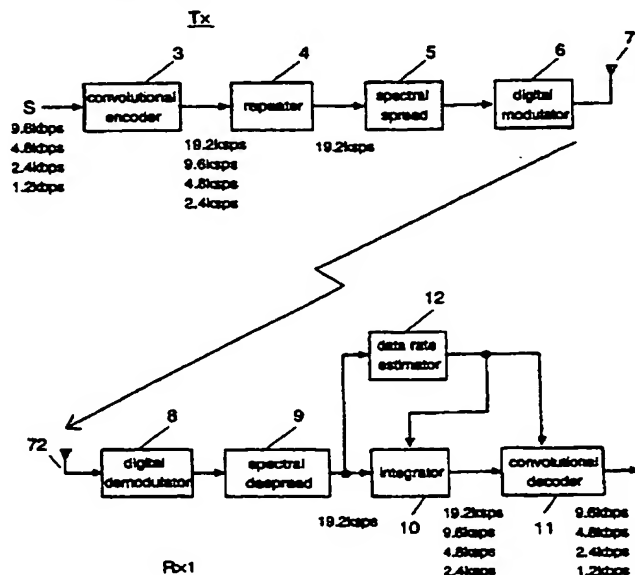 Tx
3
4
5
6
7
S
convolutional
encoder
repeater
spectral
spread
digital
modutator
9.6kbps
4.8kbps
2.4kbps
1.2kbps
19.2ksps
9.6ksps
4.8ksps
2.4ksps
19.2ksps
12
data rate
estimator
72
8
9
digital
demodutator
spectral
despread
integrator
convolutional
decoder
19.2ksps
10
11
19.2ksps
9.6ksps
4.8ksps
2.4ksps
9.6kbps
4.8kbps
2.4kbps
1.2kbps
Rx1